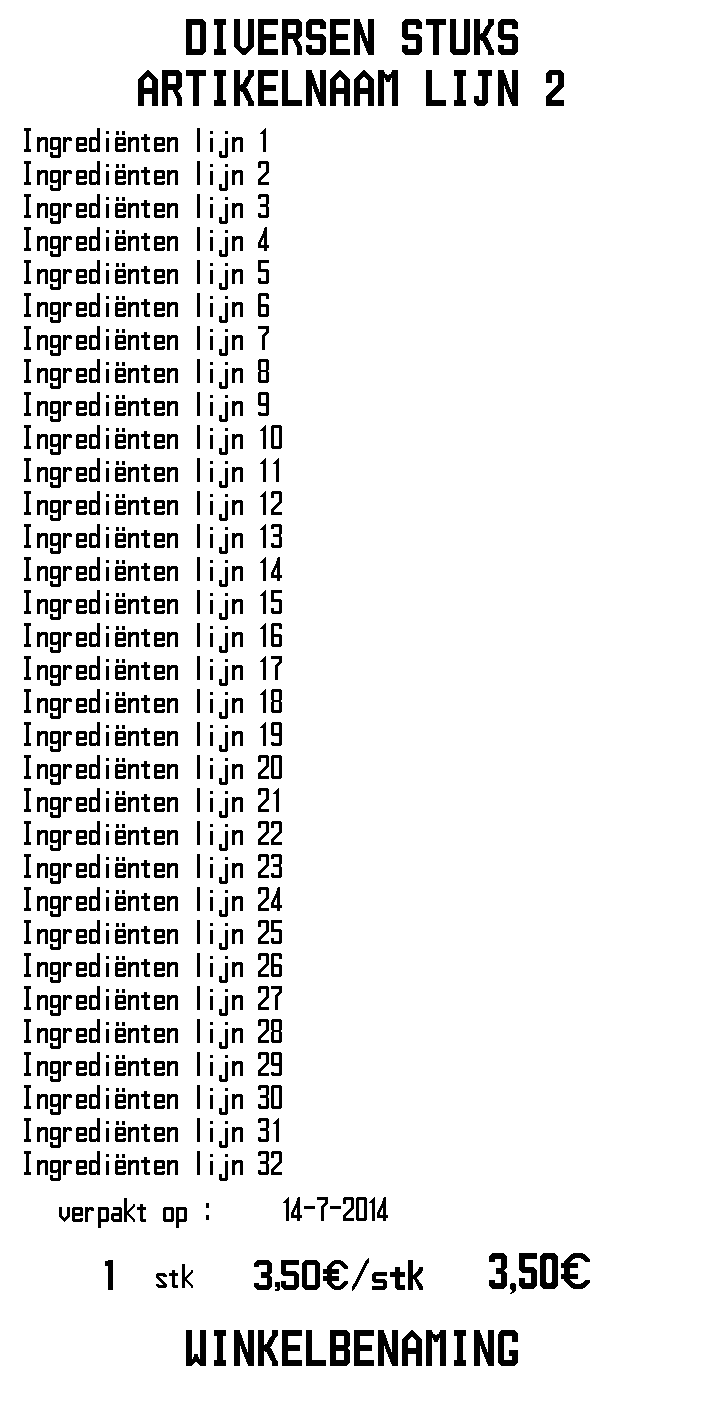 DIVERSEN STUKS
ARTIKELNAAM LIJN 2
Ingrediënten lijn 1
Ingrediënten lijn 2
Ingrediënten lijn 3
Ingrediënten lijn 4
Ingrediënten lijn 5
Ingrediënten lijn 6
Ingrediënten lijn 7
Ingrediënten lijn 8
Ingrediënten lijn 9
Ingrediënten lijn 10
Ingrediënten lijn 11
Ingrediënten lijn 12
Ingrediënten lijn 13
Ingrediënten lijn 14
Ingrediënten lijn 15
Ingrediënten lijn 16
Ingrediënten lijn 17
Ingrediënten lijn 18
Ingrediënten lijn 19
Ingrediënten lijn 20
Ingrediënten lijn 21
Ingrediënten lijn 22
Ingrediënten lijn 23
Ingrediënten lijn 24
Ingrediënten lijn 25
Ingrediënten lijn 26
Ingrediënten lijn 27
Ingrediënten lijn 28
Ingrediënten lijn 29
Ingrediënten lijn 30
Ingrediënten lijn 31
Ingrediënten lijn 32
verpakt op : 14-7-2014
1 stk 3,50€/stk 3,50€
WINKELBENAMING